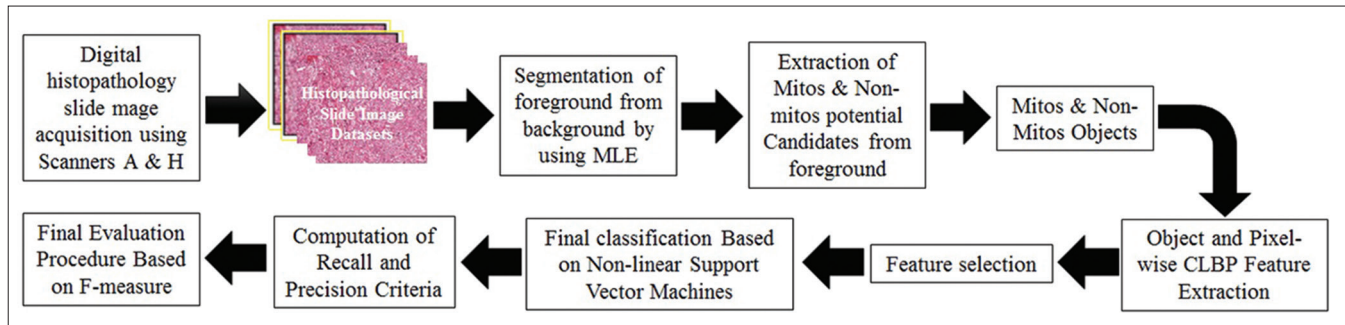 Digital
histopathology
slide mage
acquisition using
Scanners A & H
Histopathological
Slide Image
Datasets
Segmentation of
foreground from
background by
using MLE
Extraction of
Mitos & Non-
mitos potential
Candidates from
foreground
Mitos & Non-
Mitos Objects
Object and Pixel-
wise CLBP Feature
Extraction
Feature selection
Final classification Based
on Non-linear Support
Vector Machines
Computation of
Recall and
Precision Criteria
Final Evaluation
Procedure Based
on F-measure